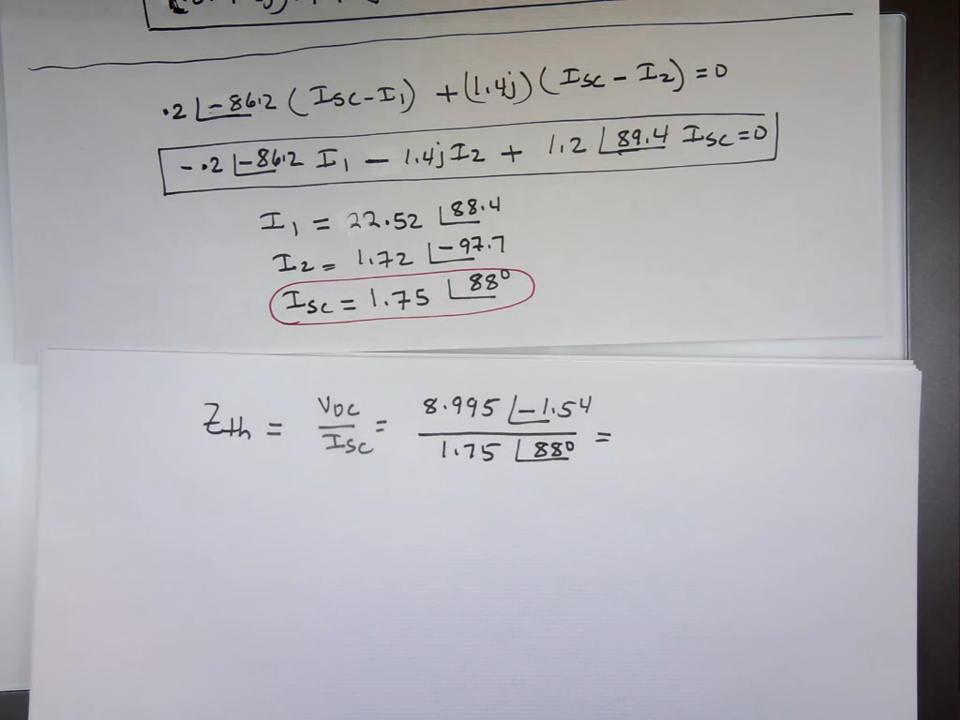 .2∠-86.2 (Isc-I1) + (1.4j)(Isc-I2)=0
-.2∠-86.2 I1 - 1.4jI2 + 1.2∠89.4 Isc=0
I1 = 22.52∠88.4
I2 = 1.72∠-97.7
Isc = 1.75∠88°
Zth = Voc/Isc = 8.995∠-1.54/1.75∠88° =